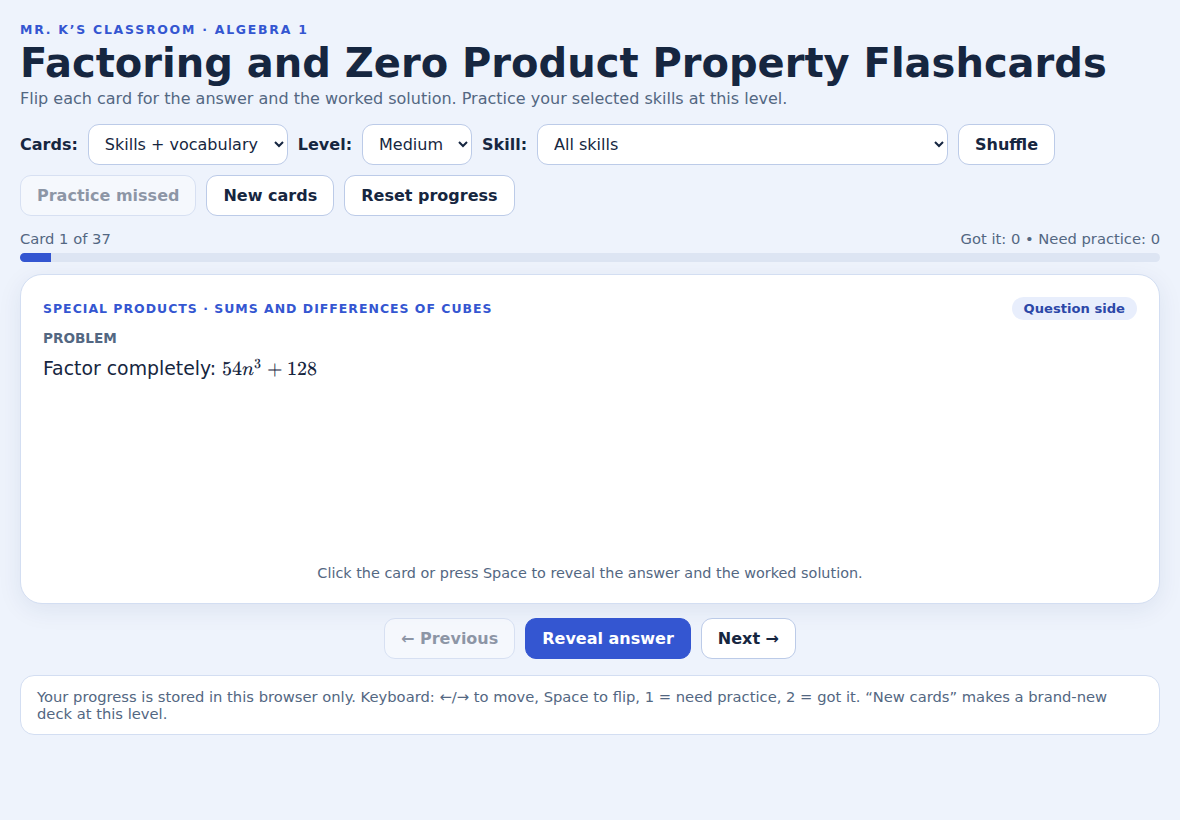 MR. K’S CLASSROOM · ALGEBRA 1
Factoring and Zero Product Property Flashcards
Flip each card for the answer and the worked solution. Practice your selected skills at this level.
Cards: Skills + vocabulary Level: Medium Skill: All skills Shuffle
Practice missed New cards Reset progress
Card 1 of 37 Got it: 0 • Need practice: 0
SPECIAL PRODUCTS · SUMS AND DIFFERENCES OF CUBES Question side
PROBLEM
Factor completely: 54n³ + 128
Click the card or press Space to reveal the answer and the worked solution.
← Previous Reveal answer Next →
Your progress is stored in this browser only. Keyboard: ←/→ to move, Space to flip, 1 = need practice, 2 = got it. “New cards” makes a brand-new
deck at this level.